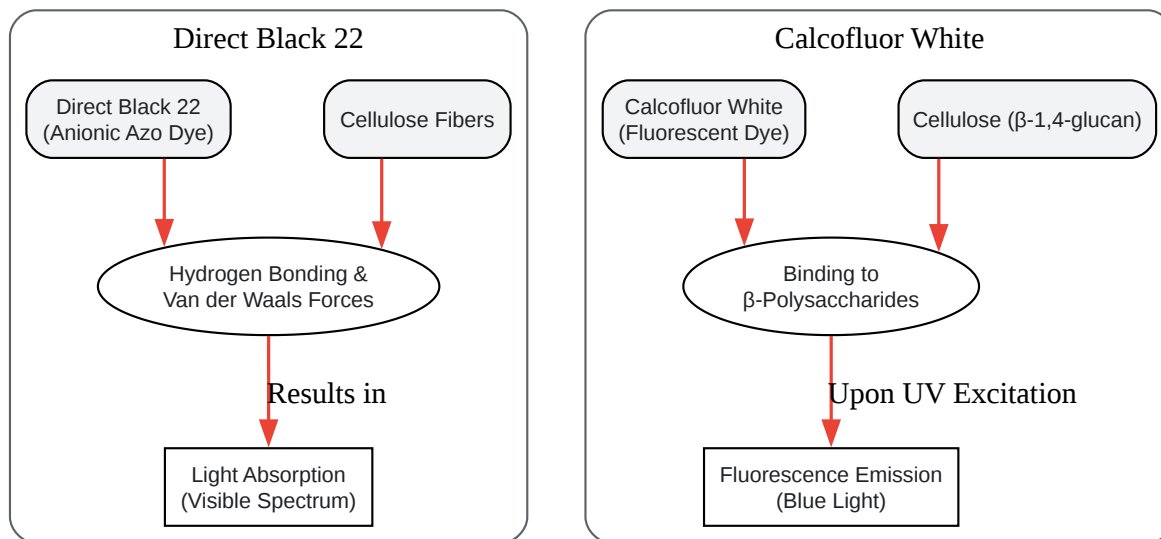 Direct Black 22
Direct Black 22
(Anionic Azo Dye)
Cellulose Fibers
Hydrogen Bonding &
Van der Waals Forces
Results in
Light Absorption
(Visible Spectrum)
Calcofluor White
Calcofluor White
(Fluorescent Dye)
Cellulose (β-1,4-glucan)
Binding to
β-Polysaccharides
Upon UV Excitation
Fluorescence Emission
(Blue Light)